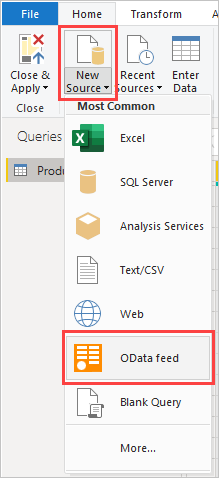 File Home Transform
Close & New Recent Enter
Apply Source Sources Data
Close
Most Common
Queries
Excel
Produ
SQL Server
Analysis Services
Text/CSV
Web
OData feed
Blank Query
More...